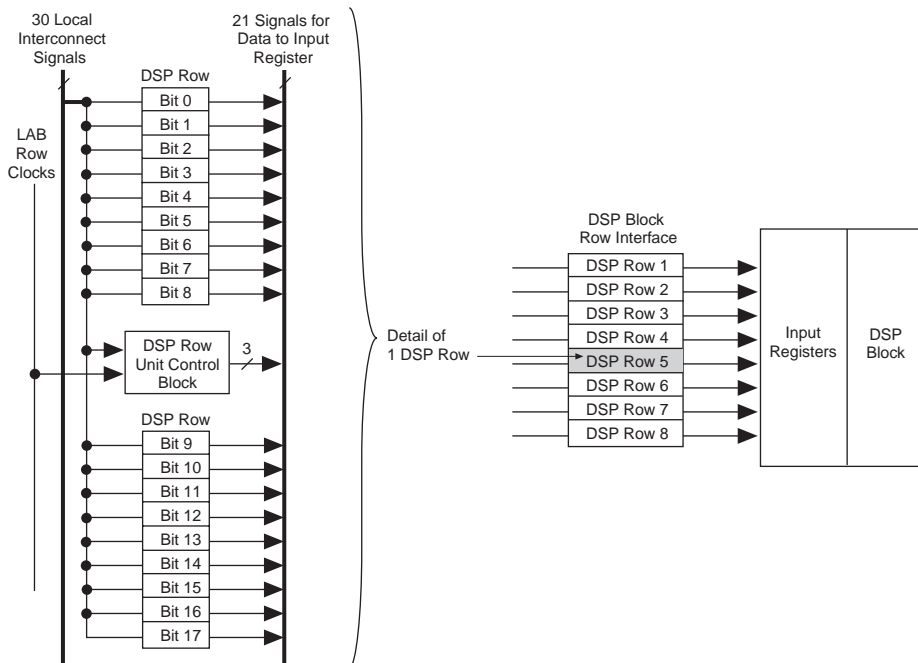 30 Local
Interconnect
Signals
21 Signals for
Data to Input
Register
DSP Row
Bit 0
Bit 1
Bit 2
Bit 3
Bit 4
Bit 5
Bit 6
Bit 7
Bit 8
LAB
Row
Clocks
DSP Row
Unit Control
Block
3
DSP Row
Bit 9
Bit 10
Bit 11
Bit 12
Bit 13
Bit 14
Bit 15
Bit 16
Bit 17
Detail of
1 DSP Row
DSP Block
Row Interface
DSP Row 1
DSP Row 2
DSP Row 3
DSP Row 4
DSP Row 5
DSP Row 6
DSP Row 7
DSP Row 8
Input
Registers
DSP
Block